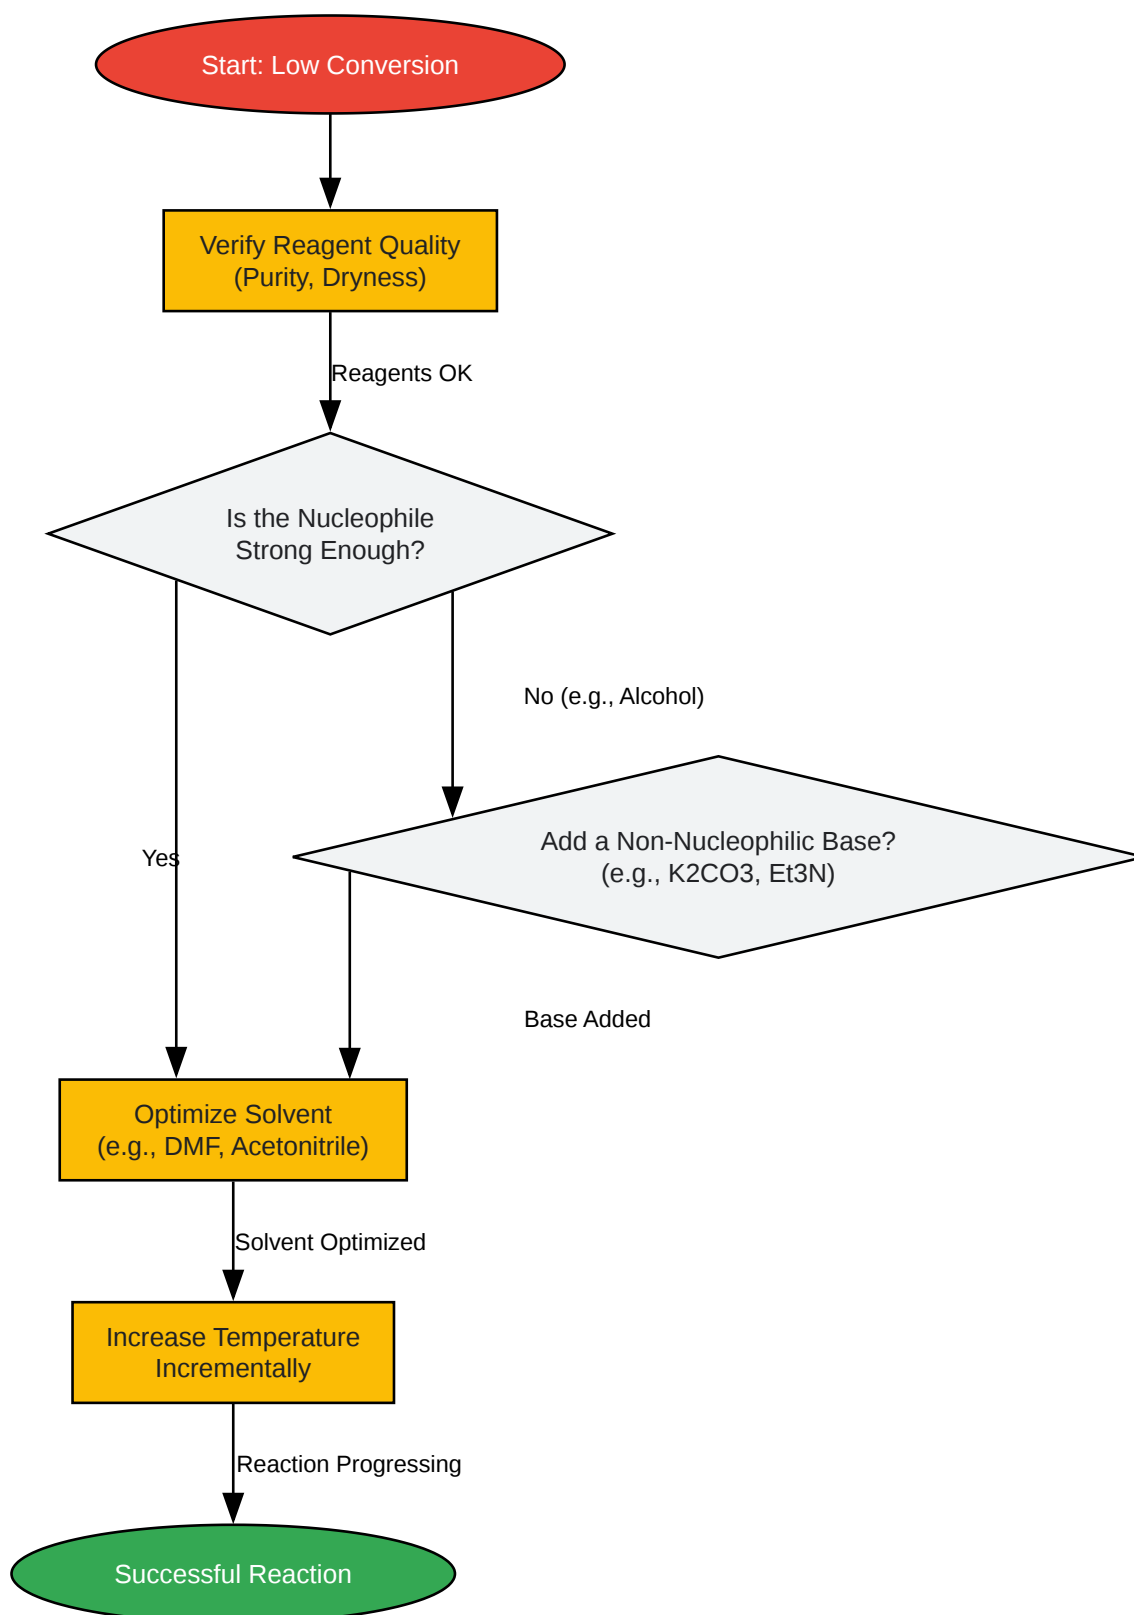 Start: Low Conversion
Verify Reagent Quality
(Purity, Dryness)
Reagents OK
Is the Nucleophile
Strong Enough?
No (e.g., Alcohol)
Add a Non-Nucleophilic Base?
(e.g., K2CO3, Et3N)
Yes
Base Added
Optimize Solvent
(e.g., DMF, Acetonitrile)
Solvent Optimized
Increase Temperature
Incrementally
Reaction Progressing
Successful Reaction